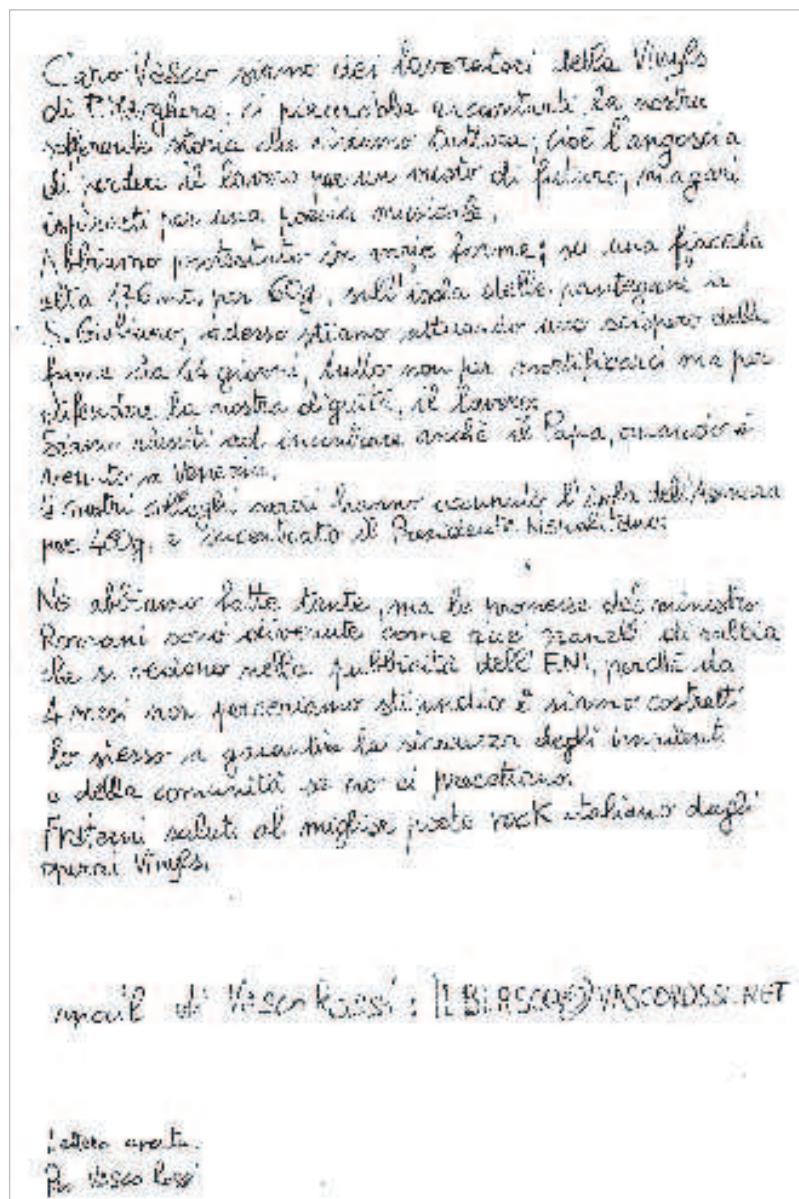 Caro Vasco siamo dei lavoratori della Vinyls
di P. Marghera, ci piacerebbe raccontarti la nostra
sofferente storia che viviamo tuttora, cioè l'angoscia
di perdere il lavoro per un vuoto di futuro, magari
ispirarti per una poesia musicale.
Abbiamo protestato in varie forme; su una fiaccola
alta 176 mt. per 60g, sull'isola delle pantegane a
S. Giuliano, adesso stiamo attuando uno sciopero della
fame da giorni, tutto non per mortificarci ma per
difendere la nostra dignità, il lavoro.
Siamo riusciti ad incontrare anche il Papa, quando è
venuto a Venezia.
I nostri colleghi sardi hanno occupato l'isola dell'Asinara
per e incontrato il Presidente Napolitano.
Ne abbiamo fatte tante, ma le promesse del ministro
Romani sono divenute come quei granelli di sabbia
che si vedono nella pubblicità dell'ENI, perché da
4 mesi non percepiamo stipendio e siamo costretti
lo stesso a garantire la sicurezza degli impianti
e della comunità se no ci precettano.
Fraterni saluti al miglior poeta rock italiano dagli
operai Vinyls.
mail di Vasco Rossi: ILBLASCO@VASCOROSSI.NET
Lettera aperta
Per Vasco Rossi